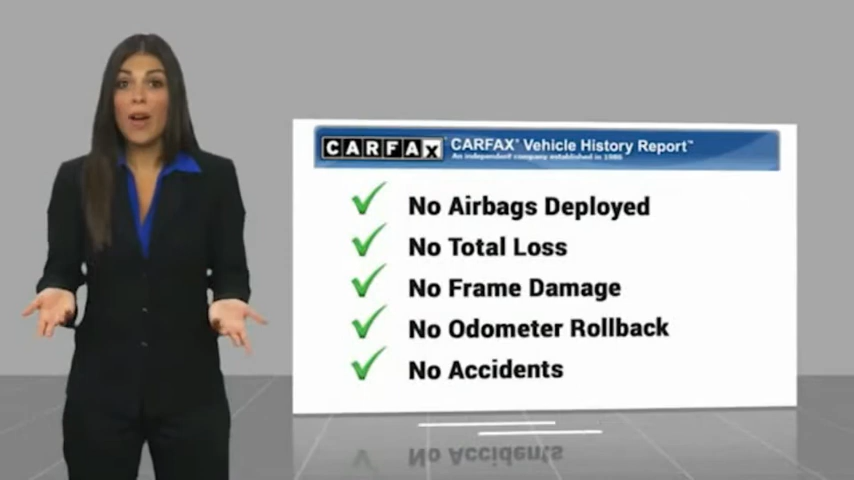 CARFAX CARFAX® Vehicle History Report™
An independent company established in 1986
No Airbags Deployed
No Total Loss
No Frame Damage
No Odometer Rollback
No Accidents
No Accidents